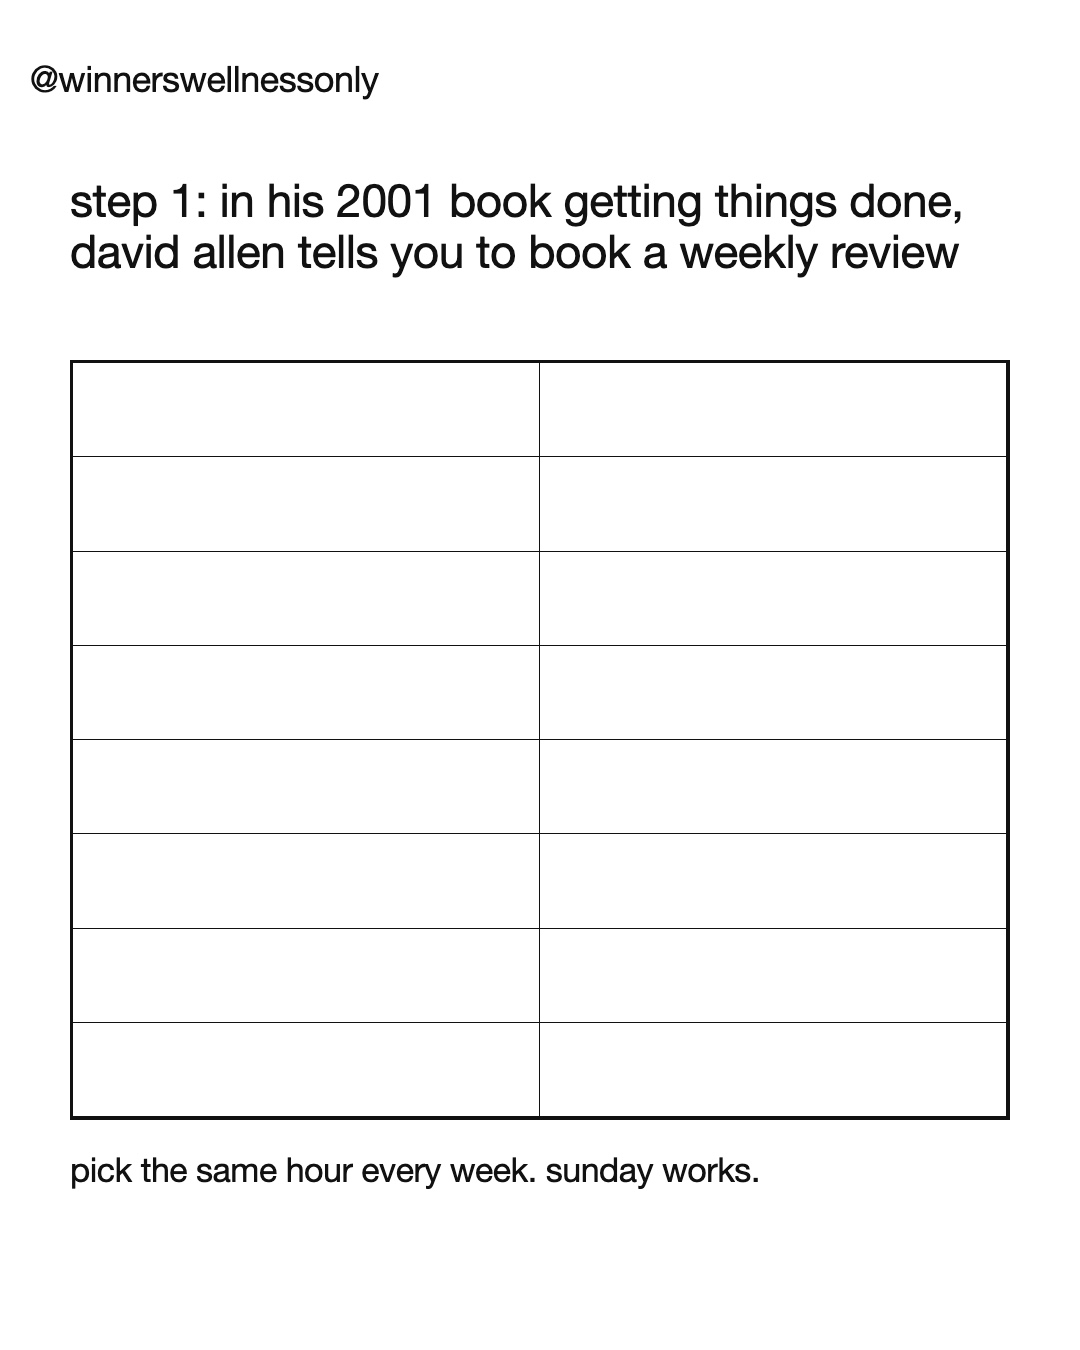 @winnerswellnessonly
step 1: in his 2001 book getting things done,
david allen tells you to book a weekly review
pick the same hour every week. sunday works.